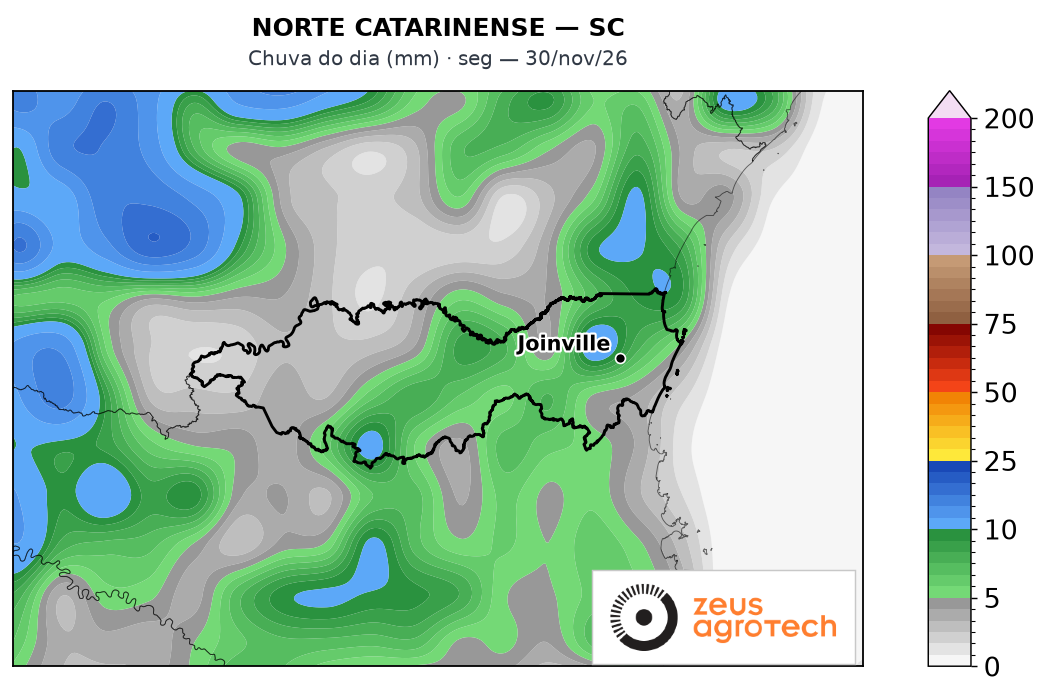 NORTE CATARINENSE — SC
Chuva do dia (mm) · seg — 30/nov/26
200
150
100
75
50
25
10
5
0
Joinville
zeus
agrotech